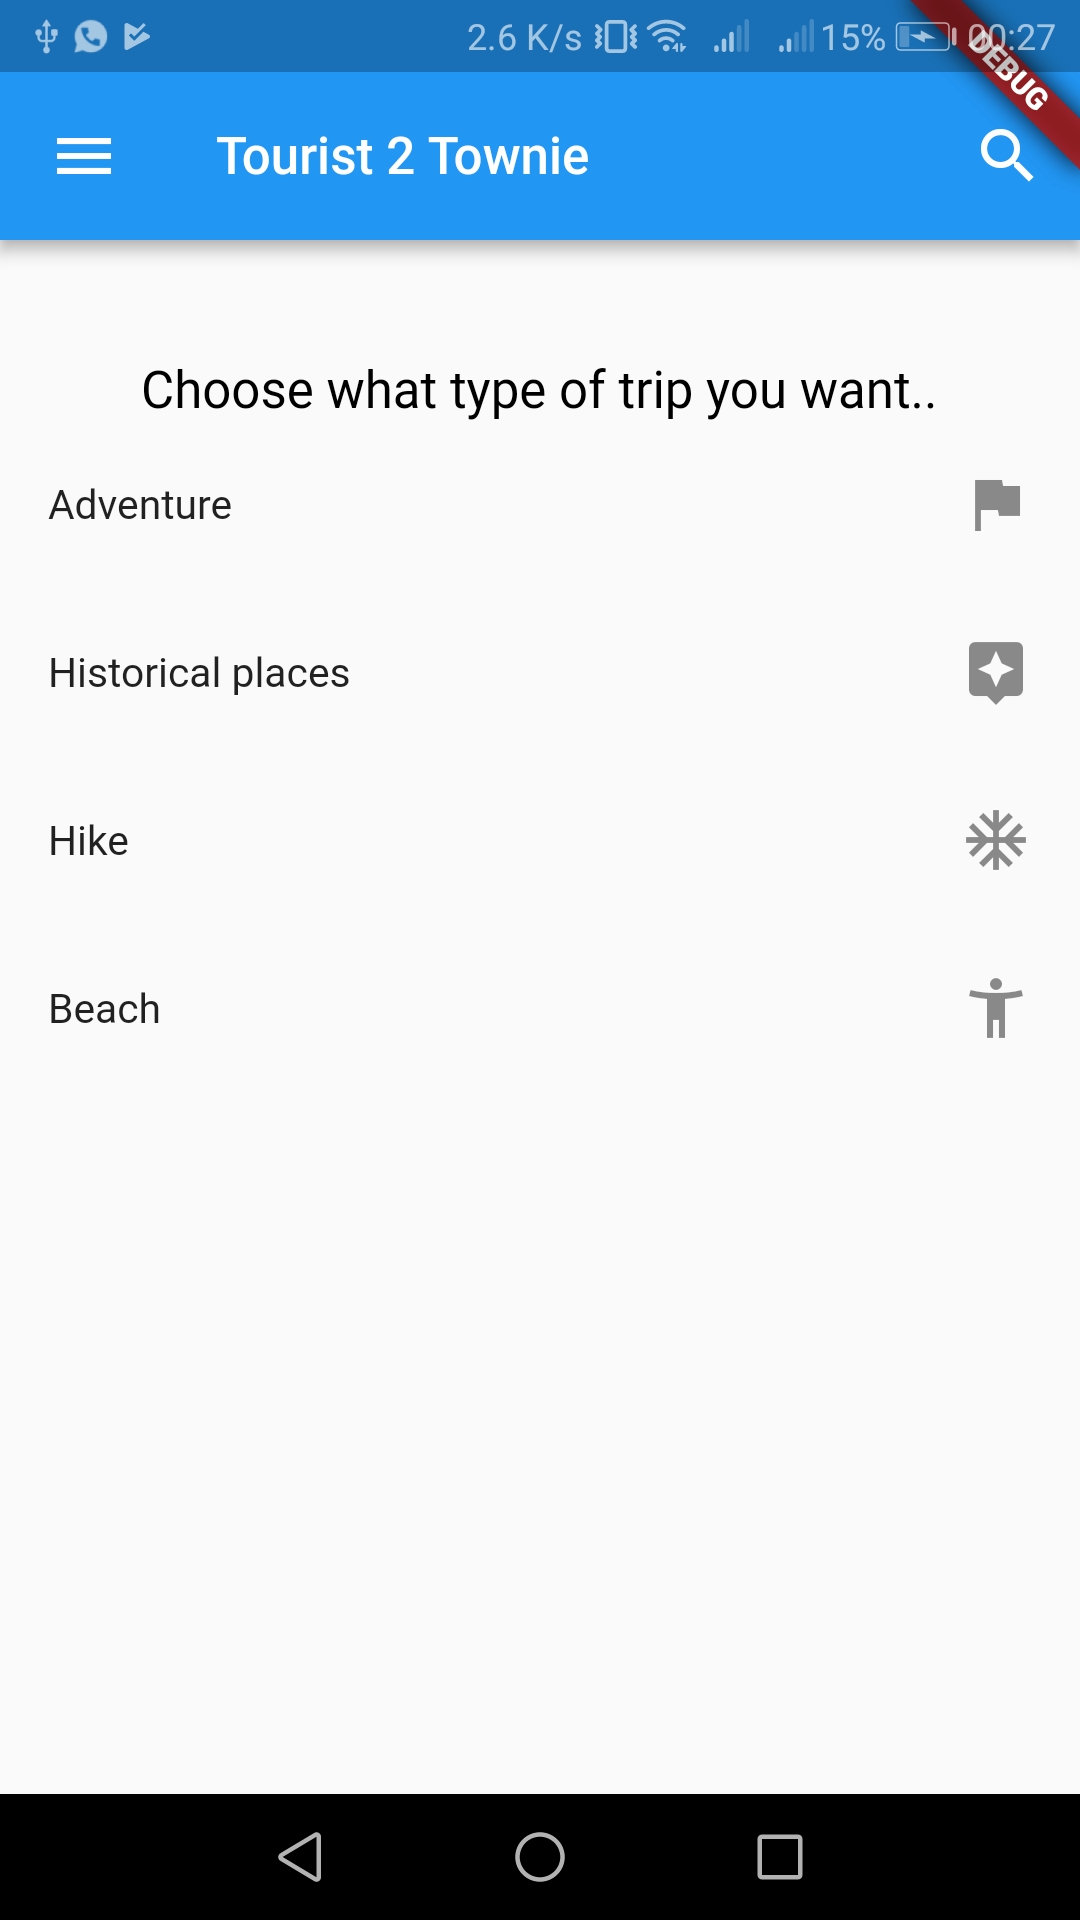 2.6 K/s 15% 00:27
DEBUG
Tourist 2 Townie
Choose what type of trip you want..
Adventure
Historical places
Hike
Beach